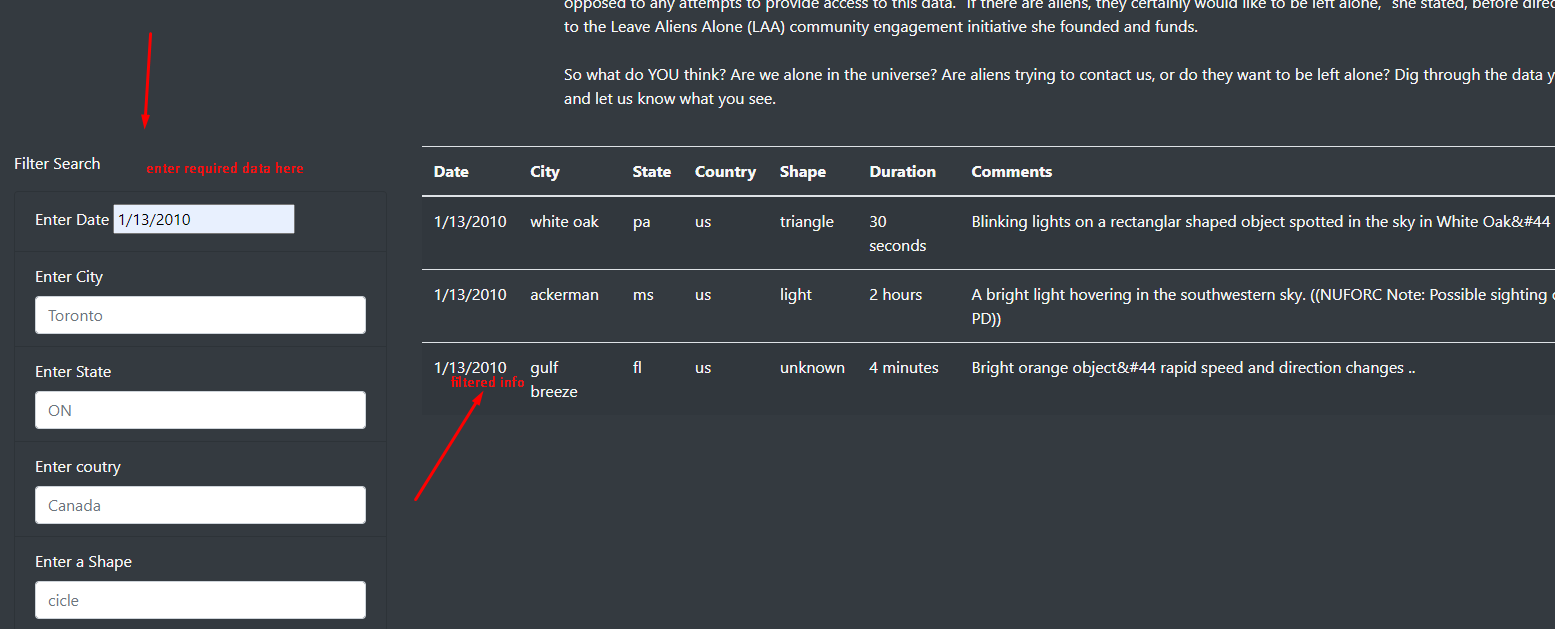 opposed to any attempts to provide access to this data. "If there are aliens, they certainly would like to be left alone," she stated, before
to the Leave Aliens Alone (LAA) community engagement initiative she founded and funds.
So what do YOU think? Are we alone in the universe? Are aliens trying to contact us, or do they want to be left alone? Dig through the data
and let us know what you see.
Filter Search
enter required data here
Enter Date 1/13/2010
Enter City
Toronto
Enter State
ON
Enter coutry
Canada
Enter a Shape
cicle
Date City State Country Shape Duration Comments
1/13/2010 white oak pa us triangle 30 Blinking lights on a rectanglar shaped object spotted in the sky in White Oak&#44
seconds
1/13/2010 ackerman ms us light 2 hours A bright light hovering in the southwestern sky. ((NUFORC Note: Possible sighting
PD))
1/13/2010 gulf fl us unknown 4 minutes Bright orange object&#44 rapid speed and direction changes ..
filtered info
breeze